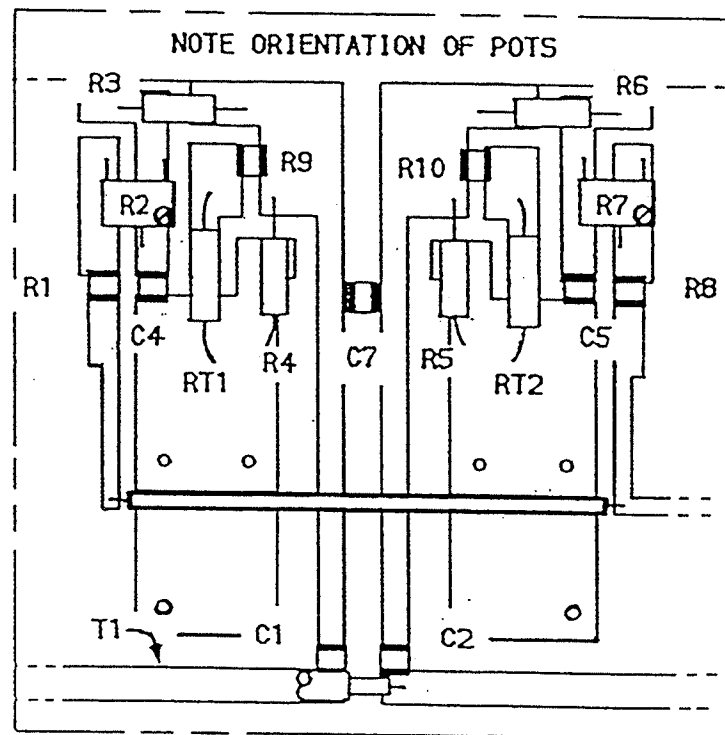 NOTE ORIENTATION OF POTS
R3 R6
R9 R10
R2 R7
R1 R8
C4 C5
R4 C7 R5
RT1 RT2
T1 C1 C2